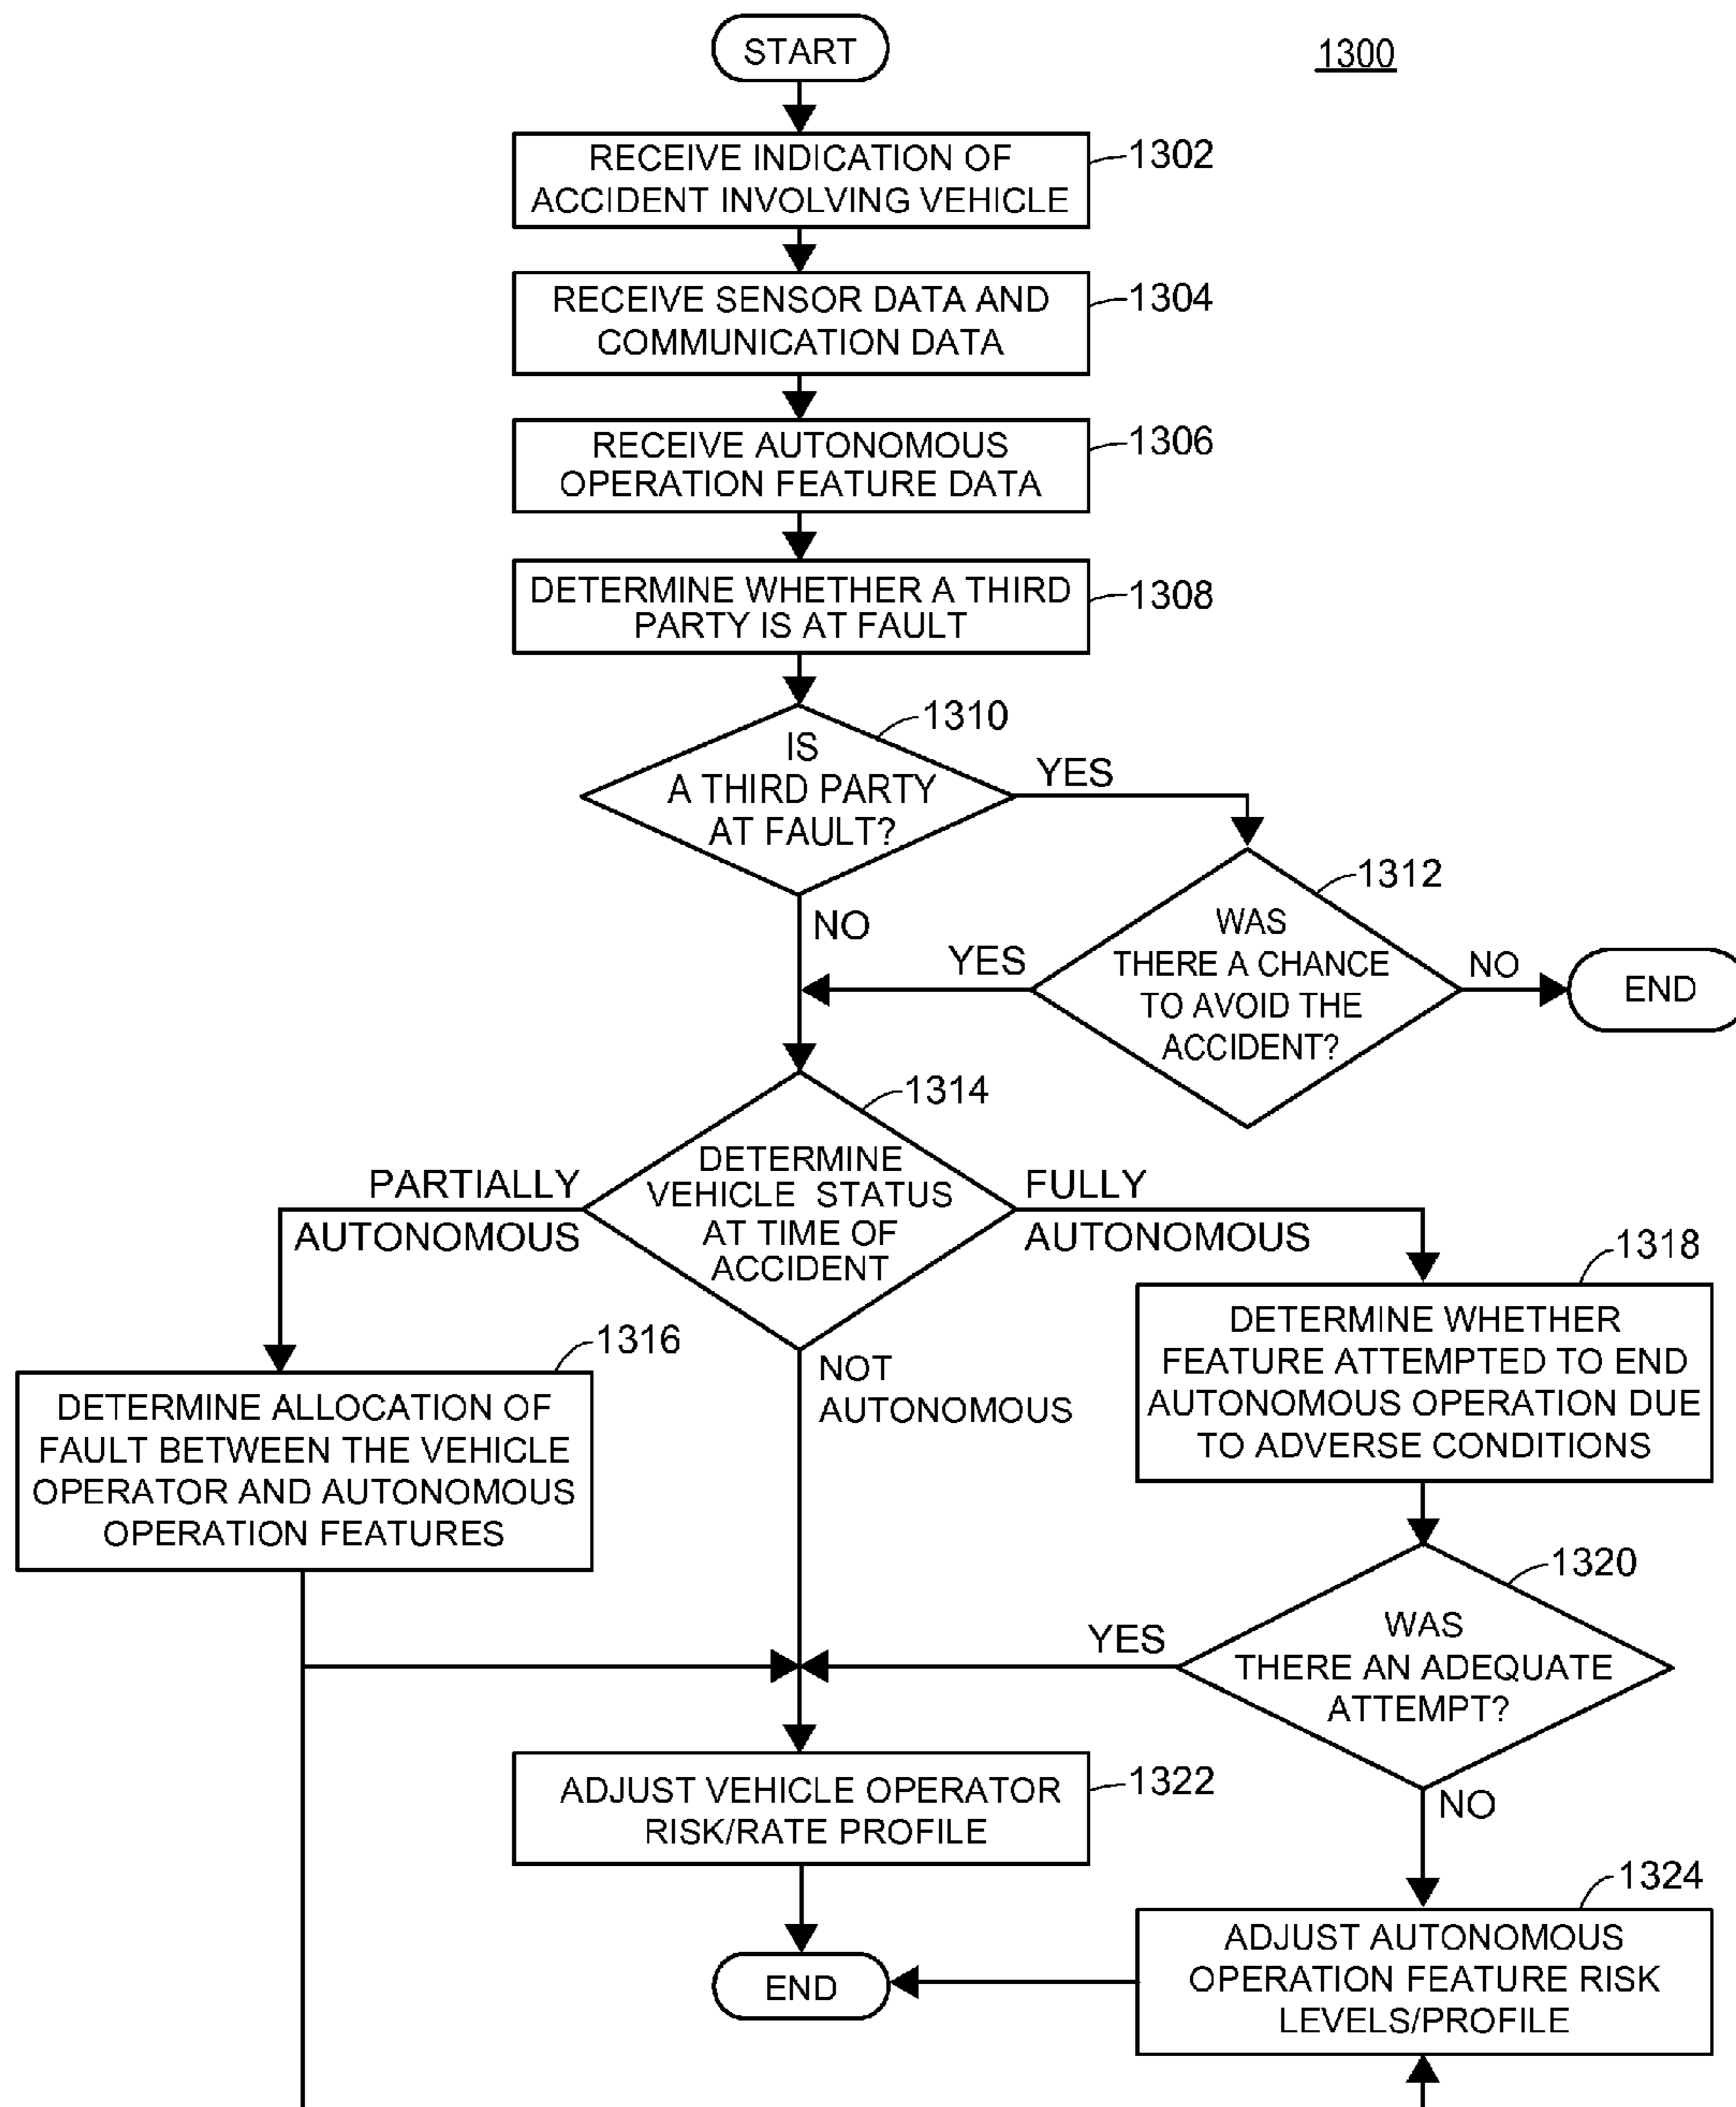 START
1300
RECEIVE INDICATION OF
ACCIDENT INVOLVING VEHICLE
1302
RECEIVE SENSOR DATA AND
COMMUNICATION DATA
1304
RECEIVE AUTONOMOUS
OPERATION FEATURE DATA
1306
DETERMINE WHETHER A THIRD
PARTY IS AT FAULT
1308
1310
IS
A THIRD PARTY
AT FAULT?
YES
NO
1312
WAS
THERE A CHANCE
TO AVOID THE
ACCIDENT?
YES
NO
END
1314
DETERMINE
VEHICLE STATUS
AT TIME OF
ACCIDENT
PARTIALLY
AUTONOMOUS
FULLY
AUTONOMOUS
NOT
AUTONOMOUS
1316
DETERMINE ALLOCATION OF
FAULT BETWEEN THE VEHICLE
OPERATOR AND AUTONOMOUS
OPERATION FEATURES
1318
DETERMINE WHETHER
FEATURE ATTEMPTED TO END
AUTONOMOUS OPERATION DUE
TO ADVERSE CONDITIONS
1320
WAS
THERE AN ADEQUATE
ATTEMPT?
YES
NO
ADJUST VEHICLE OPERATOR
RISK/RATE PROFILE
1322
1324
ADJUST AUTONOMOUS
OPERATION FEATURE RISK
LEVELS/PROFILE
END